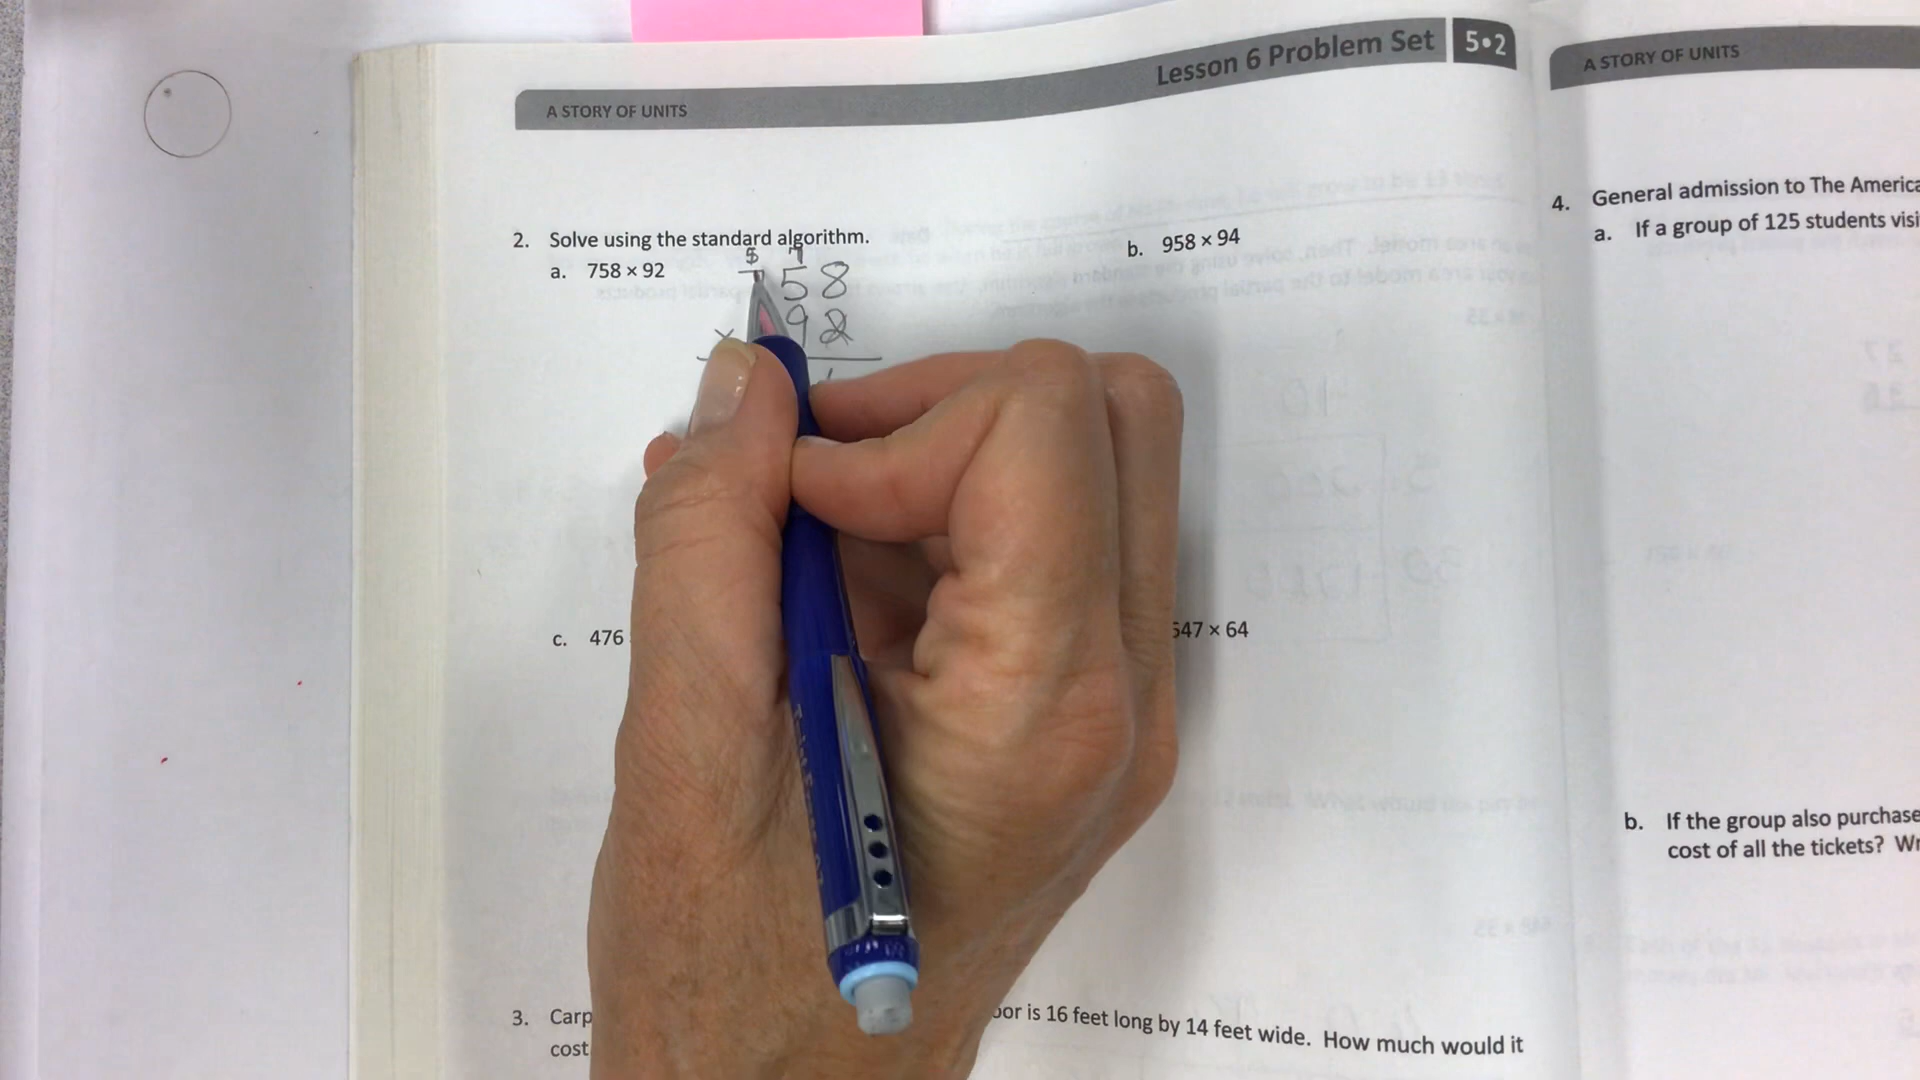 A STORY OF UNITS
Lesson 6 Problem Set 5•2
2. Solve using the standard algorithm.
a. 758 × 92
58
× 92
b. 958 × 94
c. 476
547 × 64
3. Carp
oor is 16 feet long by 14 feet wide. How much would it
cost
A STORY OF UNITS
4. General admission to The America
a. If a group of 125 students visi
b. If the group also purchase
cost of all the tickets? Wr